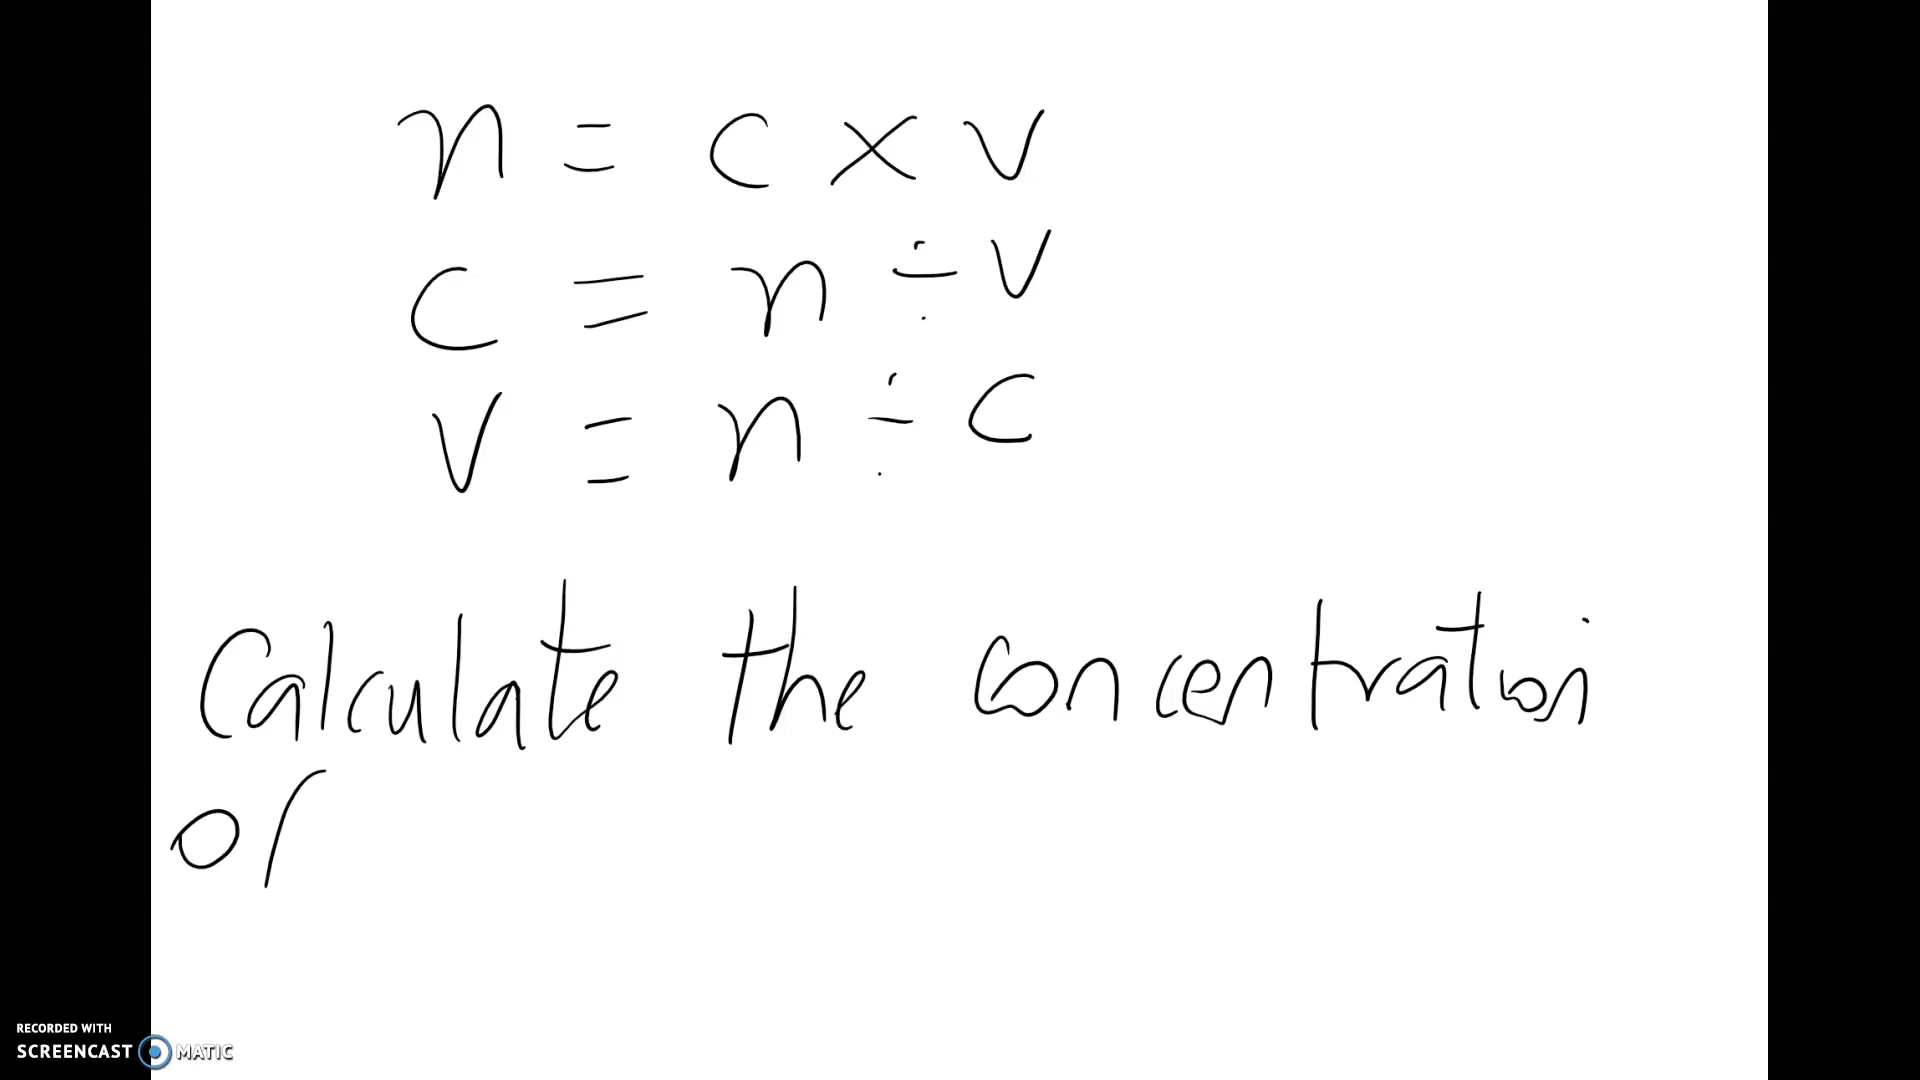 n = c × v
c = n ÷ v
v = n ÷ c
Calculate the concentration
of
RECORDED WITH
SCREENCAST MATIC